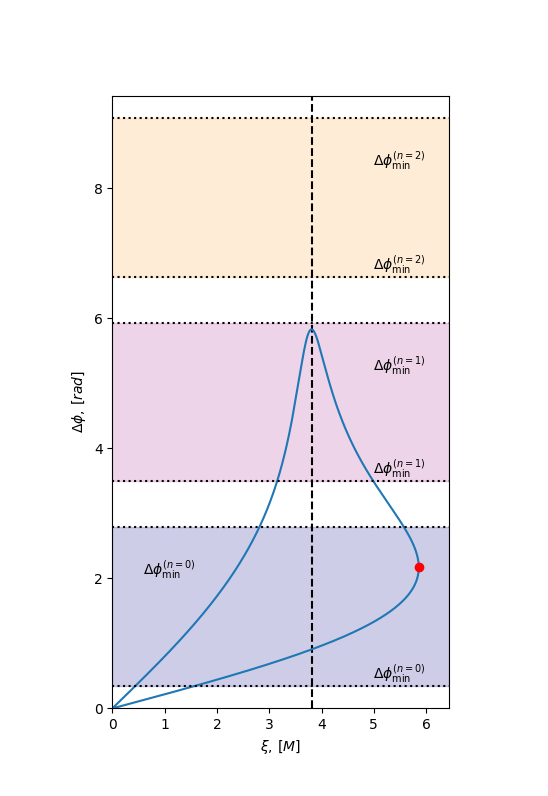 8
6
4
2
0
Δϕ, [rad]
Δϕ_min^(n=2)
Δϕ_min^(n=2)
Δϕ_min^(n=1)
Δϕ_min^(n=1)
Δϕ_min^(n=0)
Δϕ_min^(n=0)
0 1 2 3 4 5 6
ξ, [M]